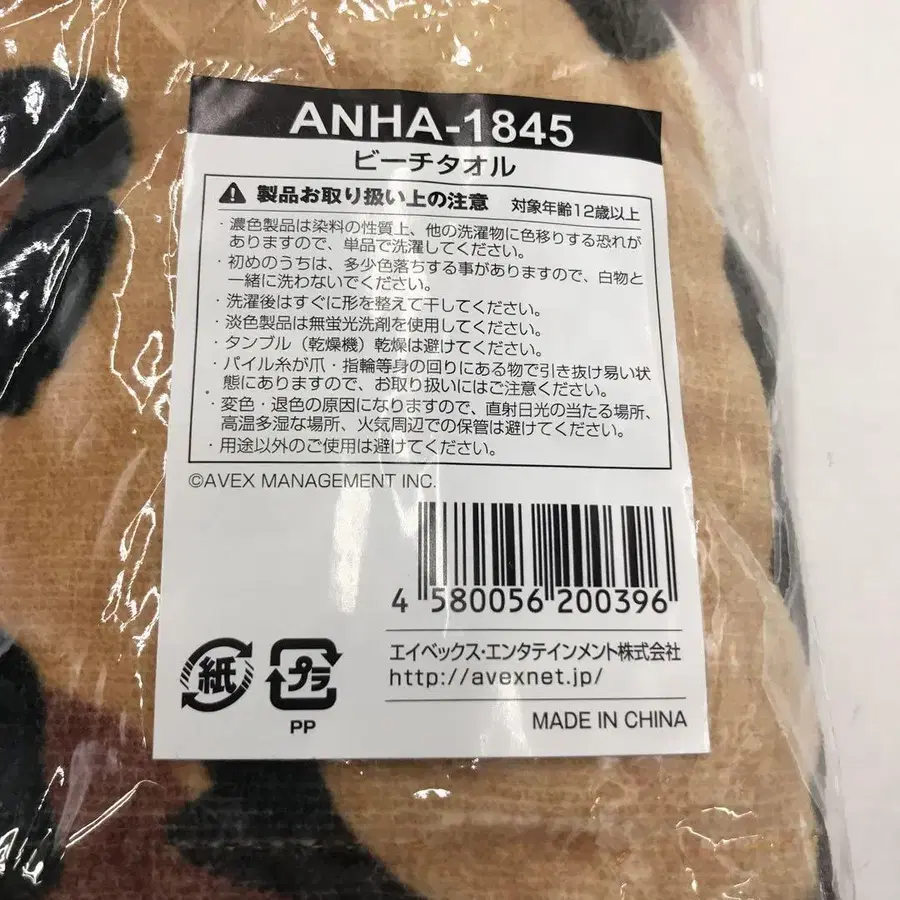 ANHA-1845
ビーチタオル
製品お取り扱い上の注意 対象年齢12歳以上
・濃色製品は染料の性質上、他の洗濯物に色移りする恐れが
ありますので、単品で洗濯してください。
・初めのうちは、多少色落ちする事がありますので、白物と
一緒に洗わないでください。
・洗濯後はすぐに形を整えて干してください。
・淡色製品は無蛍光洗剤を使用してください。
・タンブル（乾燥機）乾燥は避けてください。
・パイル糸が爪・指輪等身の回りにある物で引き抜け易い状
態にありますので、お取り扱いにはご注意ください。
・変色・退色の原因になりますので、直射日光の当たる場所、
高温多湿な場所、火気周辺での保管は避けてください。
・用途以外のご使用は避けてください。
©AVEX MANAGEMENT INC.
4 580056 200396
エイベックス・エンタテインメント株式会社
http://avexnet.jp/
紙 プラ
PP
MADE IN CHINA